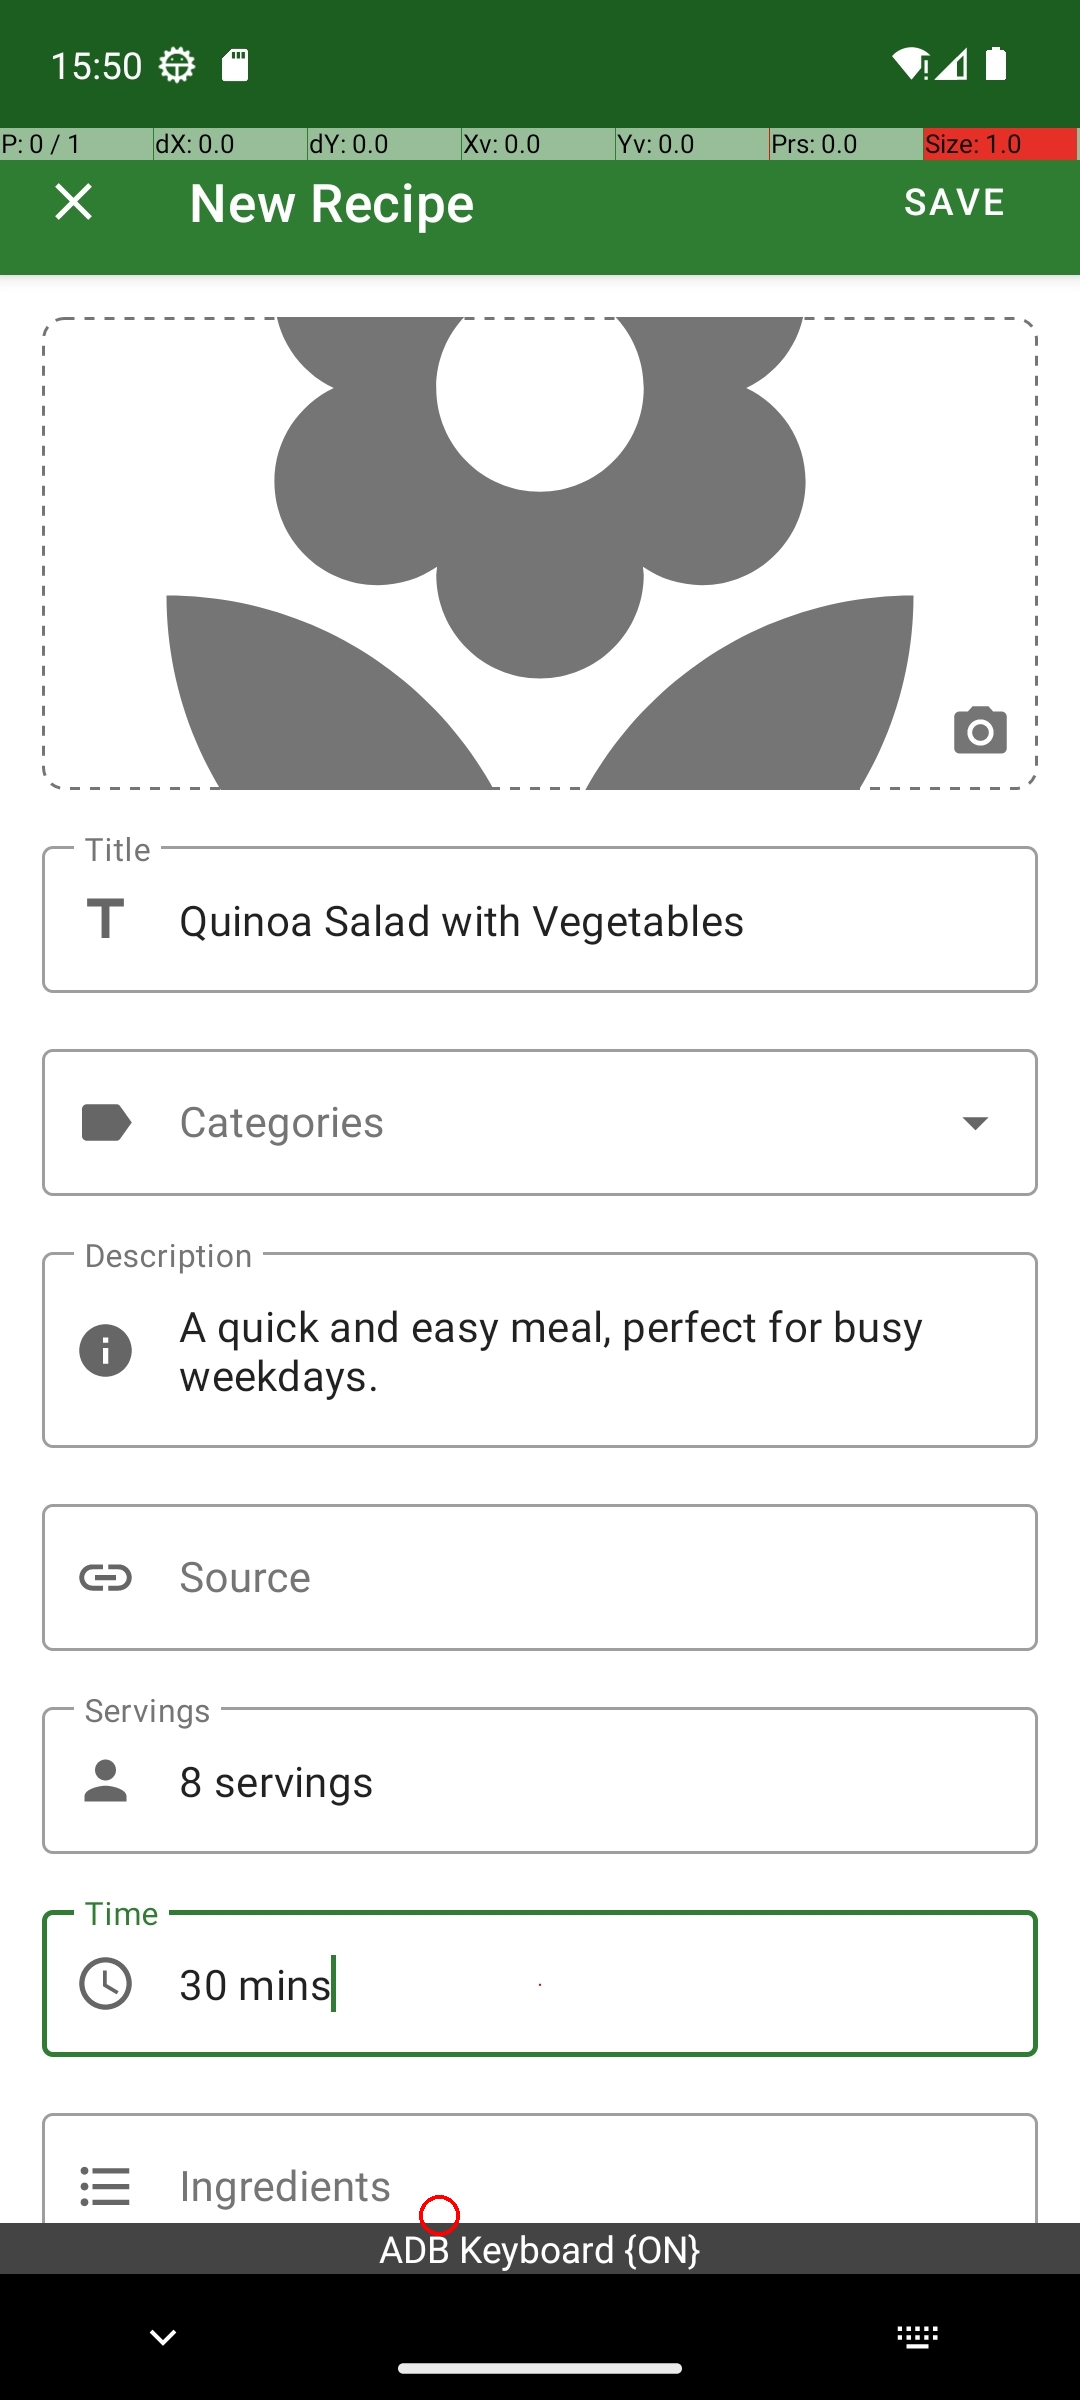 15:50
P: 0 / 1 dX: 0.0 dY: 0.0 Xv: 0.0 Yv: 0.0 Prs: 0.0 Size: 1.0
New Recipe SAVE
Title
Quinoa Salad with Vegetables
Categories
Description
A quick and easy meal, perfect for busy
weekdays.
Source
Servings
8 servings
Time
30 mins
Ingredients
ADB Keyboard {ON}